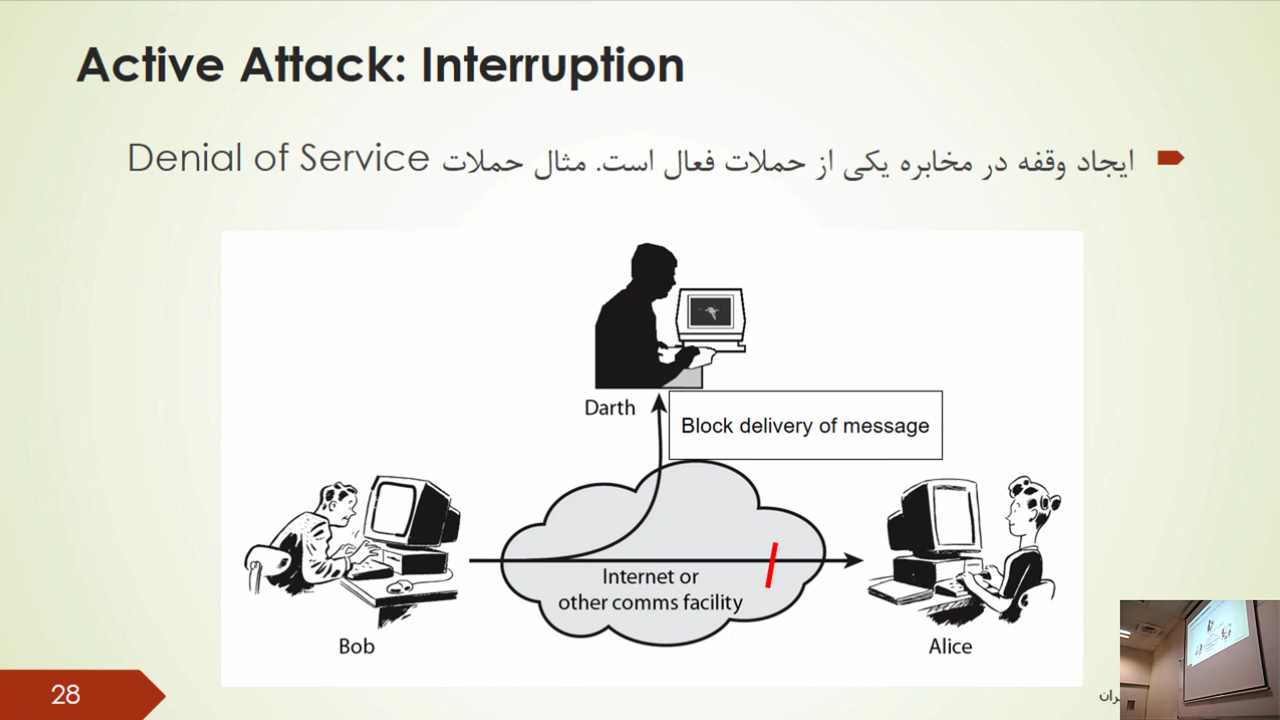 Active Attack: Interruption
ایجاد وقفه در مخابره یکی از حملات فعال است. مثال حملات Denial of Service
Darth
Block delivery of message
Internet or
other comms facility
Bob
Alice
28